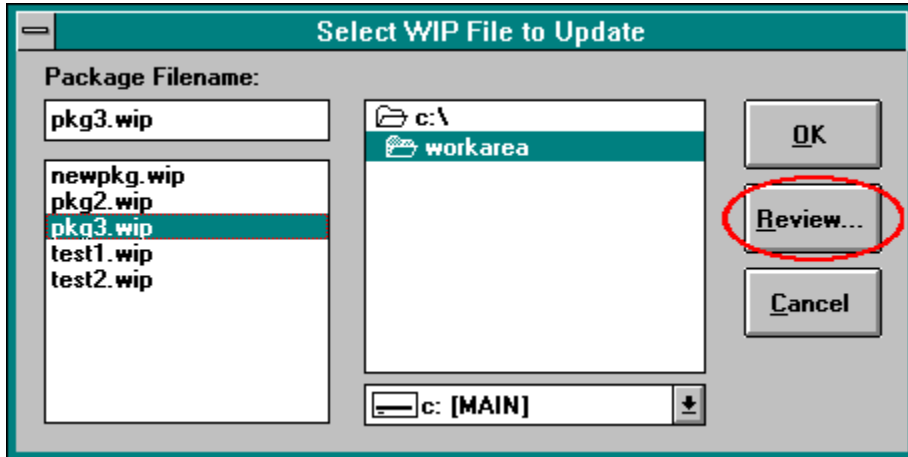 Select WIP File to Update
Package Filename:
pkg3.wip
newpkg.wip
pkg2.wip
pkg3.wip
test1.wip
test2.wip
c:\
workarea
c: [MAIN]
OK
Review...
Cancel